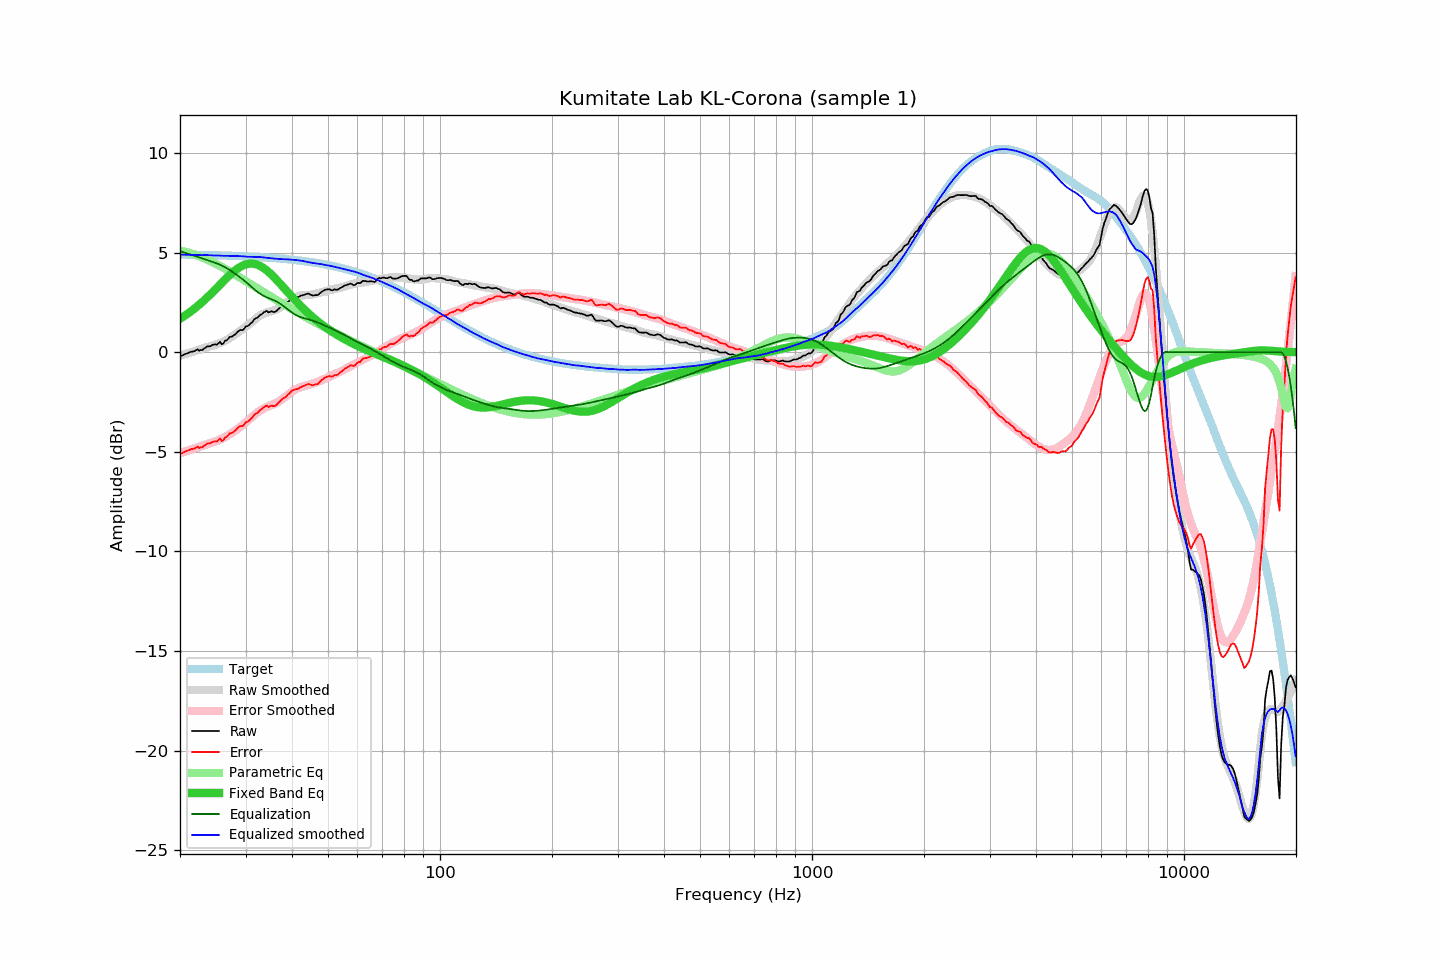 Kumitate Lab KL-Corona (sample 1)
Amplitude (dBr)
10
5
0
−5
−10
−15
−20
−25
Target
Raw Smoothed
Error Smoothed
Raw
Error
Parametric Eq
Fixed Band Eq
Equalization
Equalized smoothed
100
1000
10000
Frequency (Hz)